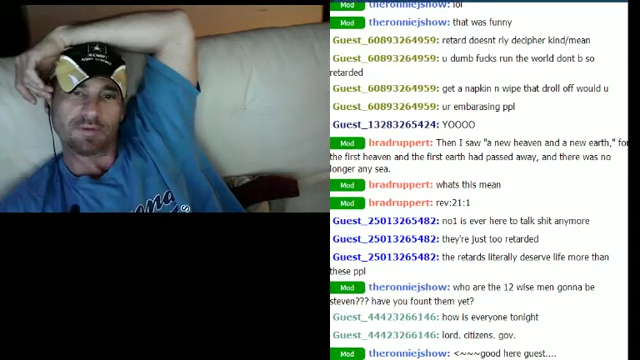 Mod theronniejshow: lol
Mod theronniejshow: that was funny
Guest_60893264959: retard doesnt rly decipher kind/mean
Guest_60893264959: u dumb fucks run the world dont b so
retarded
Guest_60893264959: get a napkin n wipe that droll off would u
Guest_60893264959: ur embarasing ppl
Guest_13283265424: YOOOO
Mod bradruppert: Then I saw "a new heaven and a new earth," for
the first heaven and the first earth had passed away, and there was no
longer any sea.
Mod bradruppert: whats this mean
Mod bradruppert: rev:21:1
Guest_25013265482: no1 is ever here to talk shit anymore
Guest_25013265482: they're just too retarded
Guest_25013265482: the retards literally deserve life more than
these ppl
Mod theronniejshow: who are the 12 wise men gonna be
steven??? have you fount them yet?
Guest_44423266146: how is everyone tonight
Guest_44423266146: lord. citizens. gov.
Mod theronniejshow: <~~~good here guest....